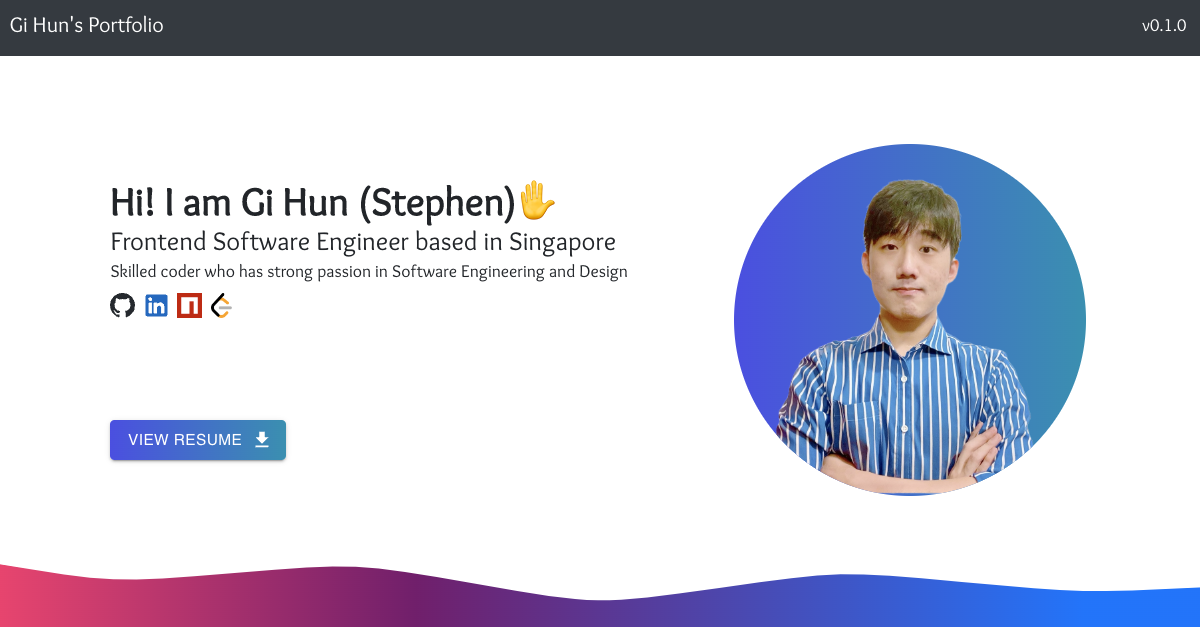 Gi Hun's Portfolio
v0.1.0
Hi! I am Gi Hun (Stephen)✋
Frontend Software Engineer based in Singapore
Skilled coder who has strong passion in Software Engineering and Design
in
VIEW RESUME